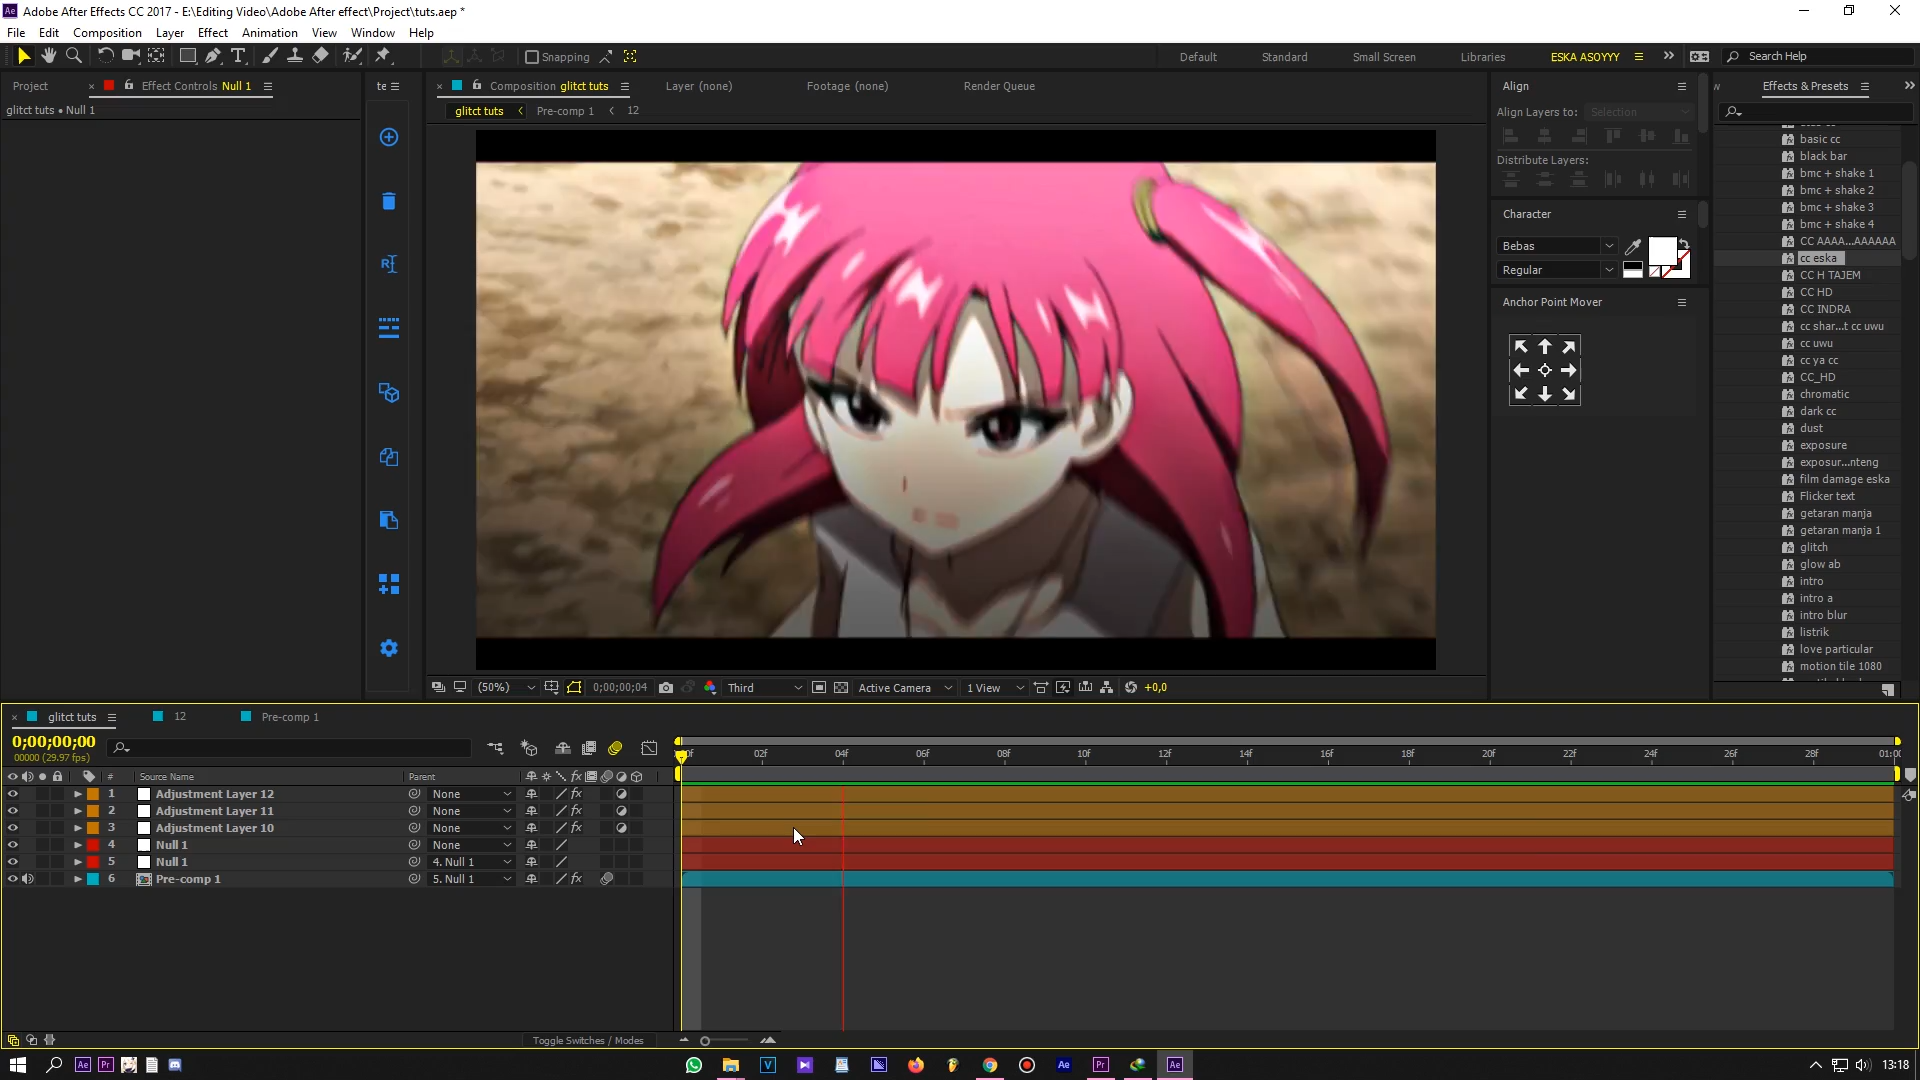 Adobe After Effects CC 2017 - E:\Editing Video\Adobe After effect\Project\tuts.aep *
File Edit Composition Layer Effect Animation View Window Help
Snapping
Default Standard Small Screen Libraries ESKA ASOYYY Search Help
Project Effect Controls Null 1
te
Composition glitct tuts Layer (none) Footage (none) Render Queue
glitct tuts • Null 1
glitct tuts Pre-comp 1 12
Align
Align Layers to: Selection
Distribute Layers:
Character
Bebas
Regular
Anchor Point Mover
Effects & Presets
basic cc
black bar
bmc + shake 1
bmc + shake 2
bmc + shake 3
bmc + shake 4
CC AAAA...AAAAAA
cc eska
CC H TAJEM
CC HD
CC INDRA
cc shar...t cc uwu
cc uwu
cc ya cc
CC_HD
chromatic
dark cc
dust
exposure
exposur...nteng
film damage eska
Flicker text
getaran manja
getaran manja 1
glitch
glow ab
intro
intro a
intro blur
listrik
love particular
motion tile 1080
(50%) 0;00;00;04 Third Active Camera 1 View +0,0
glitct tuts 12 Pre-comp 1
0;00;00;00
00000 (29.97 fps)
02f 04f 06f 08f 10f 12f 14f 16f 18f 20f 22f 24f 26f 28f
# Source Name Parent
1 Adjustment Layer 12 None fx
2 Adjustment Layer 11 None fx
3 Adjustment Layer 10 None fx
4 Null 1 None
5 Null 1 4. Null 1
6 Pre-comp 1 5. Null 1 fx
Toggle Switches / Modes
13:18